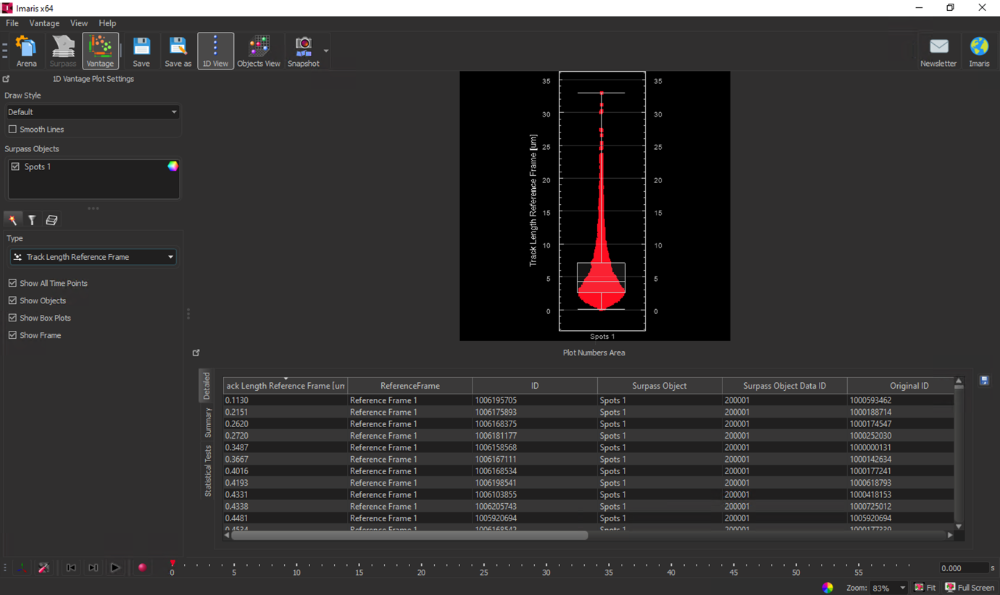 Imaris x64
File Vantage View Help
Arena Surpass Vantage Save Save as 1D View Objects View Snapshot Newsletter Imaris
1D Vantage Plot Settings
Draw Style
Default
Smooth Lines
Surpass Objects
Spots 1
Type
Track Length Reference Frame
Show All Time Points
Show Objects
Show Box Plots
Show Frame
Track Length Reference Frame [um]
35 35
30 30
25 25
20 20
15 15
10 10
5 5
0 0
Spots 1
Plot Numbers Area
Detailed
Summary
Statistical Tests
ack Length Reference Frame [un ReferenceFrame ID Surpass Object Surpass Object Data ID Original ID
0.1130 Reference Frame 1 1006195705 Spots 1 200001 1000593462
0.2151 Reference Frame 1 1006175893 Spots 1 200001 1000188714
0.2620 Reference Frame 1 1006168375 Spots 1 200001 1000174547
0.2720 Reference Frame 1 1006181177 Spots 1 200001 1000252030
0.3487 Reference Frame 1 1006158568 Spots 1 200001 1000000131
0.3667 Reference Frame 1 1006167111 Spots 1 200001 1000142634
0.4016 Reference Frame 1 1006168534 Spots 1 200001 1000177241
0.4193 Reference Frame 1 1006198541 Spots 1 200001 1000618793
0.4331 Reference Frame 1 1006103855 Spots 1 200001 1000418153
0.4338 Reference Frame 1 1006205743 Spots 1 200001 1000725012
0.4481 Reference Frame 1 1005920694 Spots 1 200001 1005920694
0.4534 Reference Frame 1 1006168542 Spots 1 200001
0 5 10 15 20 25 30 35 40 45 50 55 0.000 s
Zoom: 83% Fit Full Screen